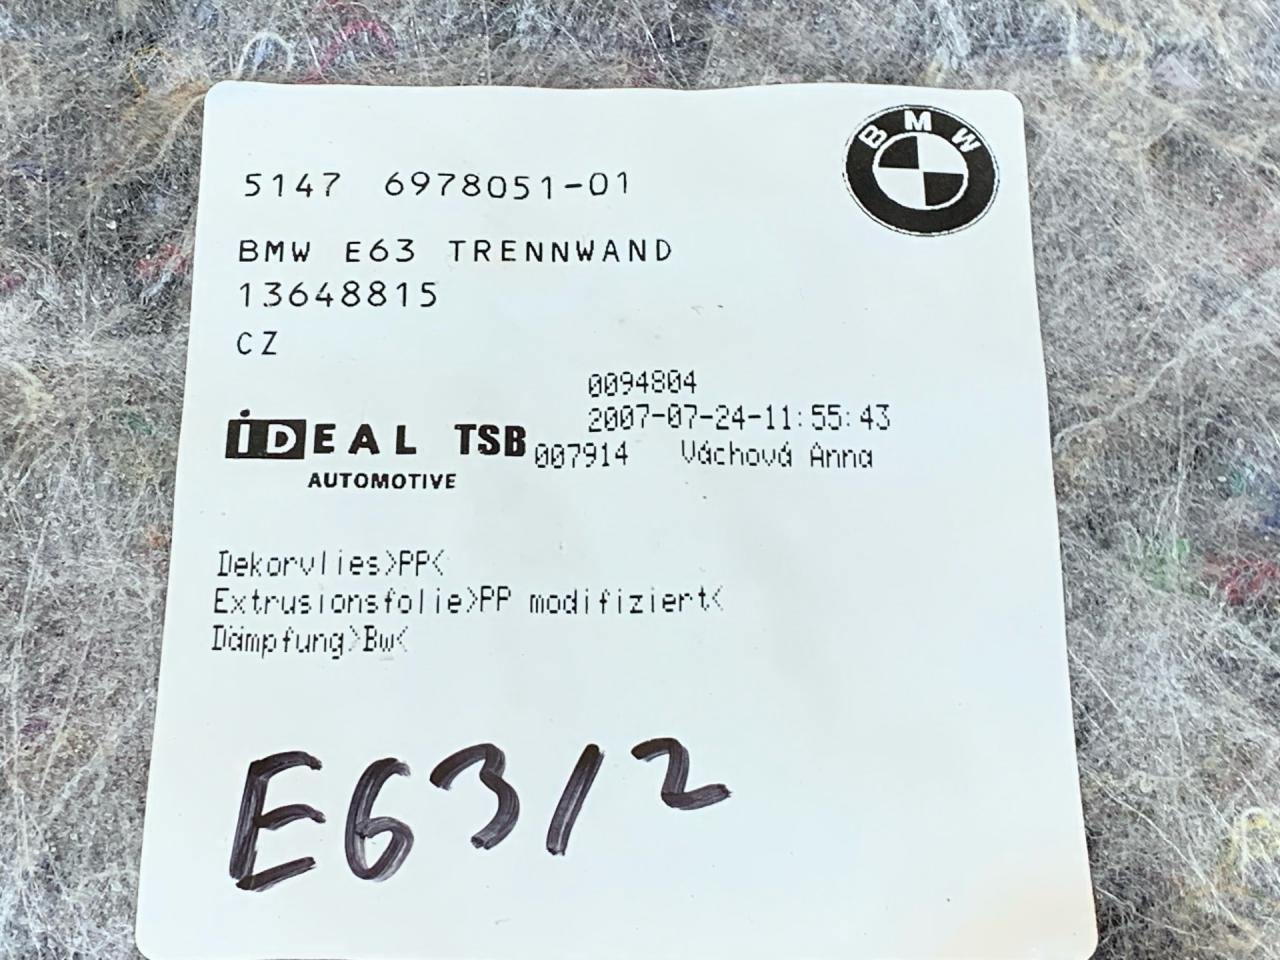 BMW
5147 6978051-01
BMW E63 TRENNWAND
13648815
CZ
0094804
2007-07-24-11:55:43
iDEAL TSB
007914 Váchová Anna
AUTOMOTIVE
Dekorvlies>PP<
Extrusionsfolie>PP modifiziert<
Dämpfung>Bw<
E63/2